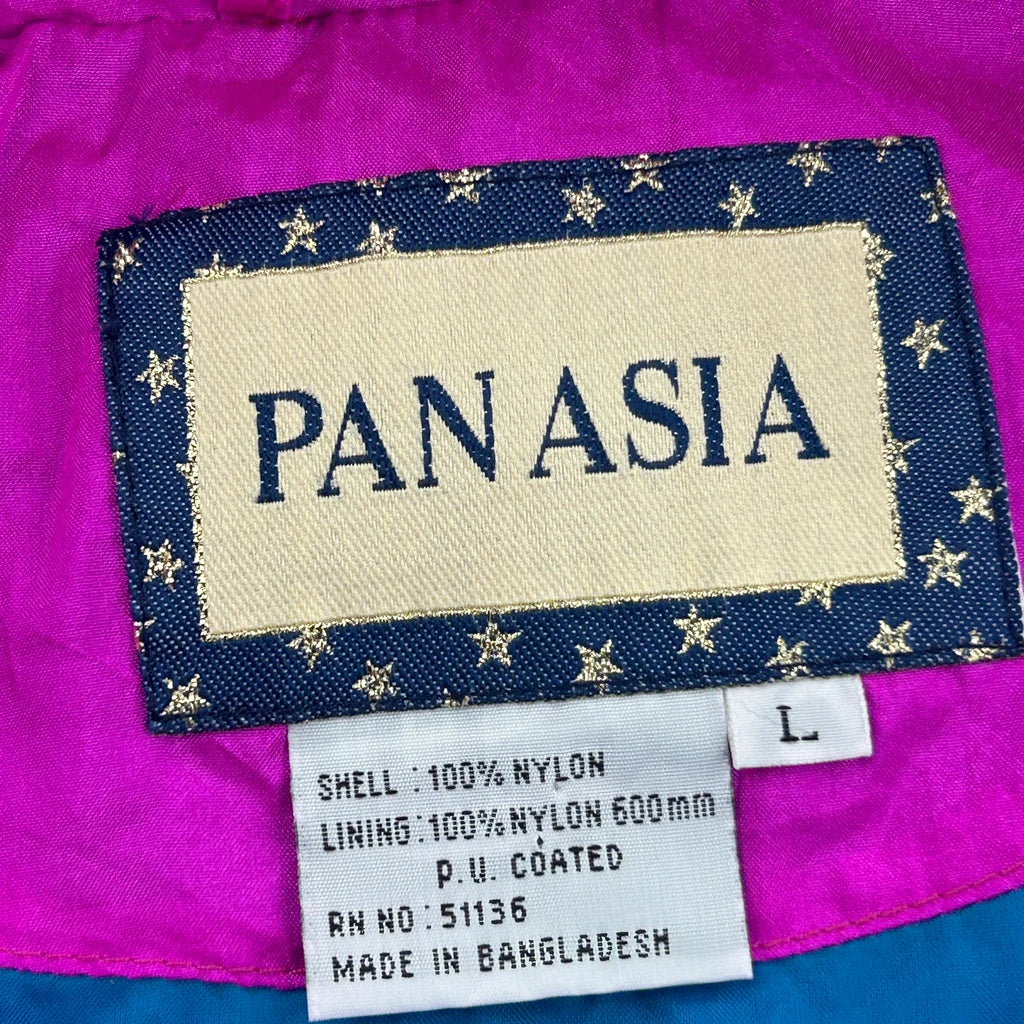 PAN ASIA
L
SHELL : 100% NYLON
LINING : 100% NYLON 600mm
P.U. COATED
RN NO : 51136
MADE IN BANGLADESH